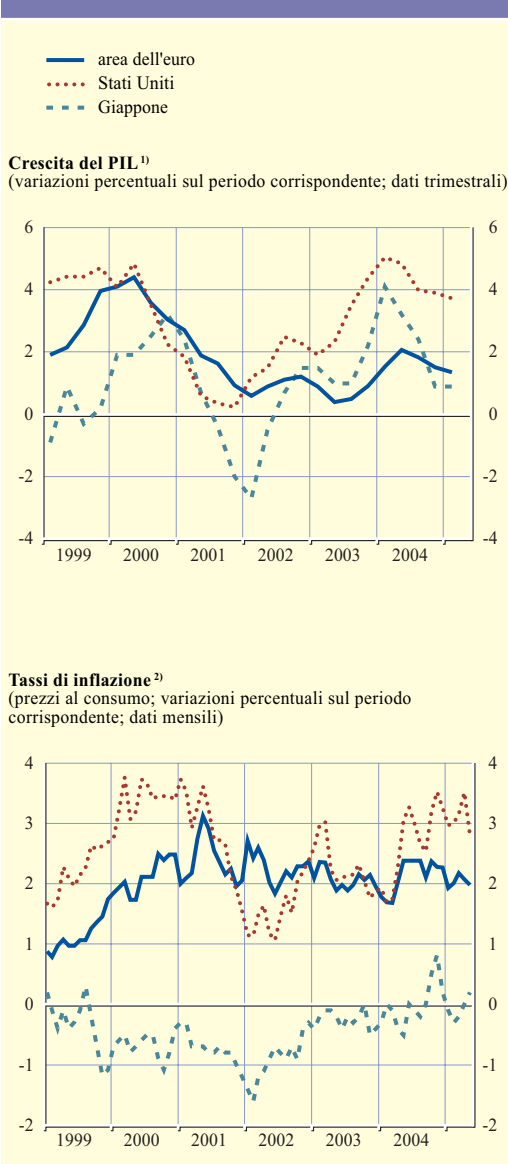 area dell'euro
Stati Uniti
Giappone
Crescita del PIL 1)
(variazioni percentuali sul periodo corrispondente; dati trimestrali)
6 6
4 4
2 2
0 0
-2 -2
-4 -4
1999 2000 2001 2002 2003 2004
Tassi di inflazione 2)
(prezzi al consumo; variazioni percentuali sul periodo
corrispondente; dati mensili)
4 4
3 3
2 2
1 1
0 0
-1 -1
-2 -2
1999 2000 2001 2002 2003 2004